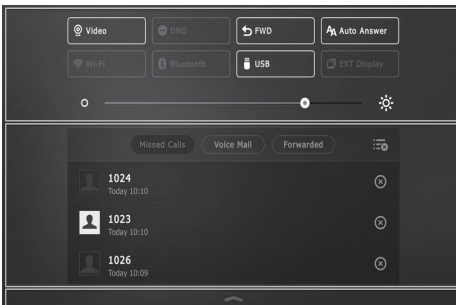 Video DND FWD Auto Answer
Wi-Fi Bluetooth USB EXT Display
Missed Calls Voice Mail Forwarded
1024
Today 10:10
1023
Today 10:10
1026
Today 10:09